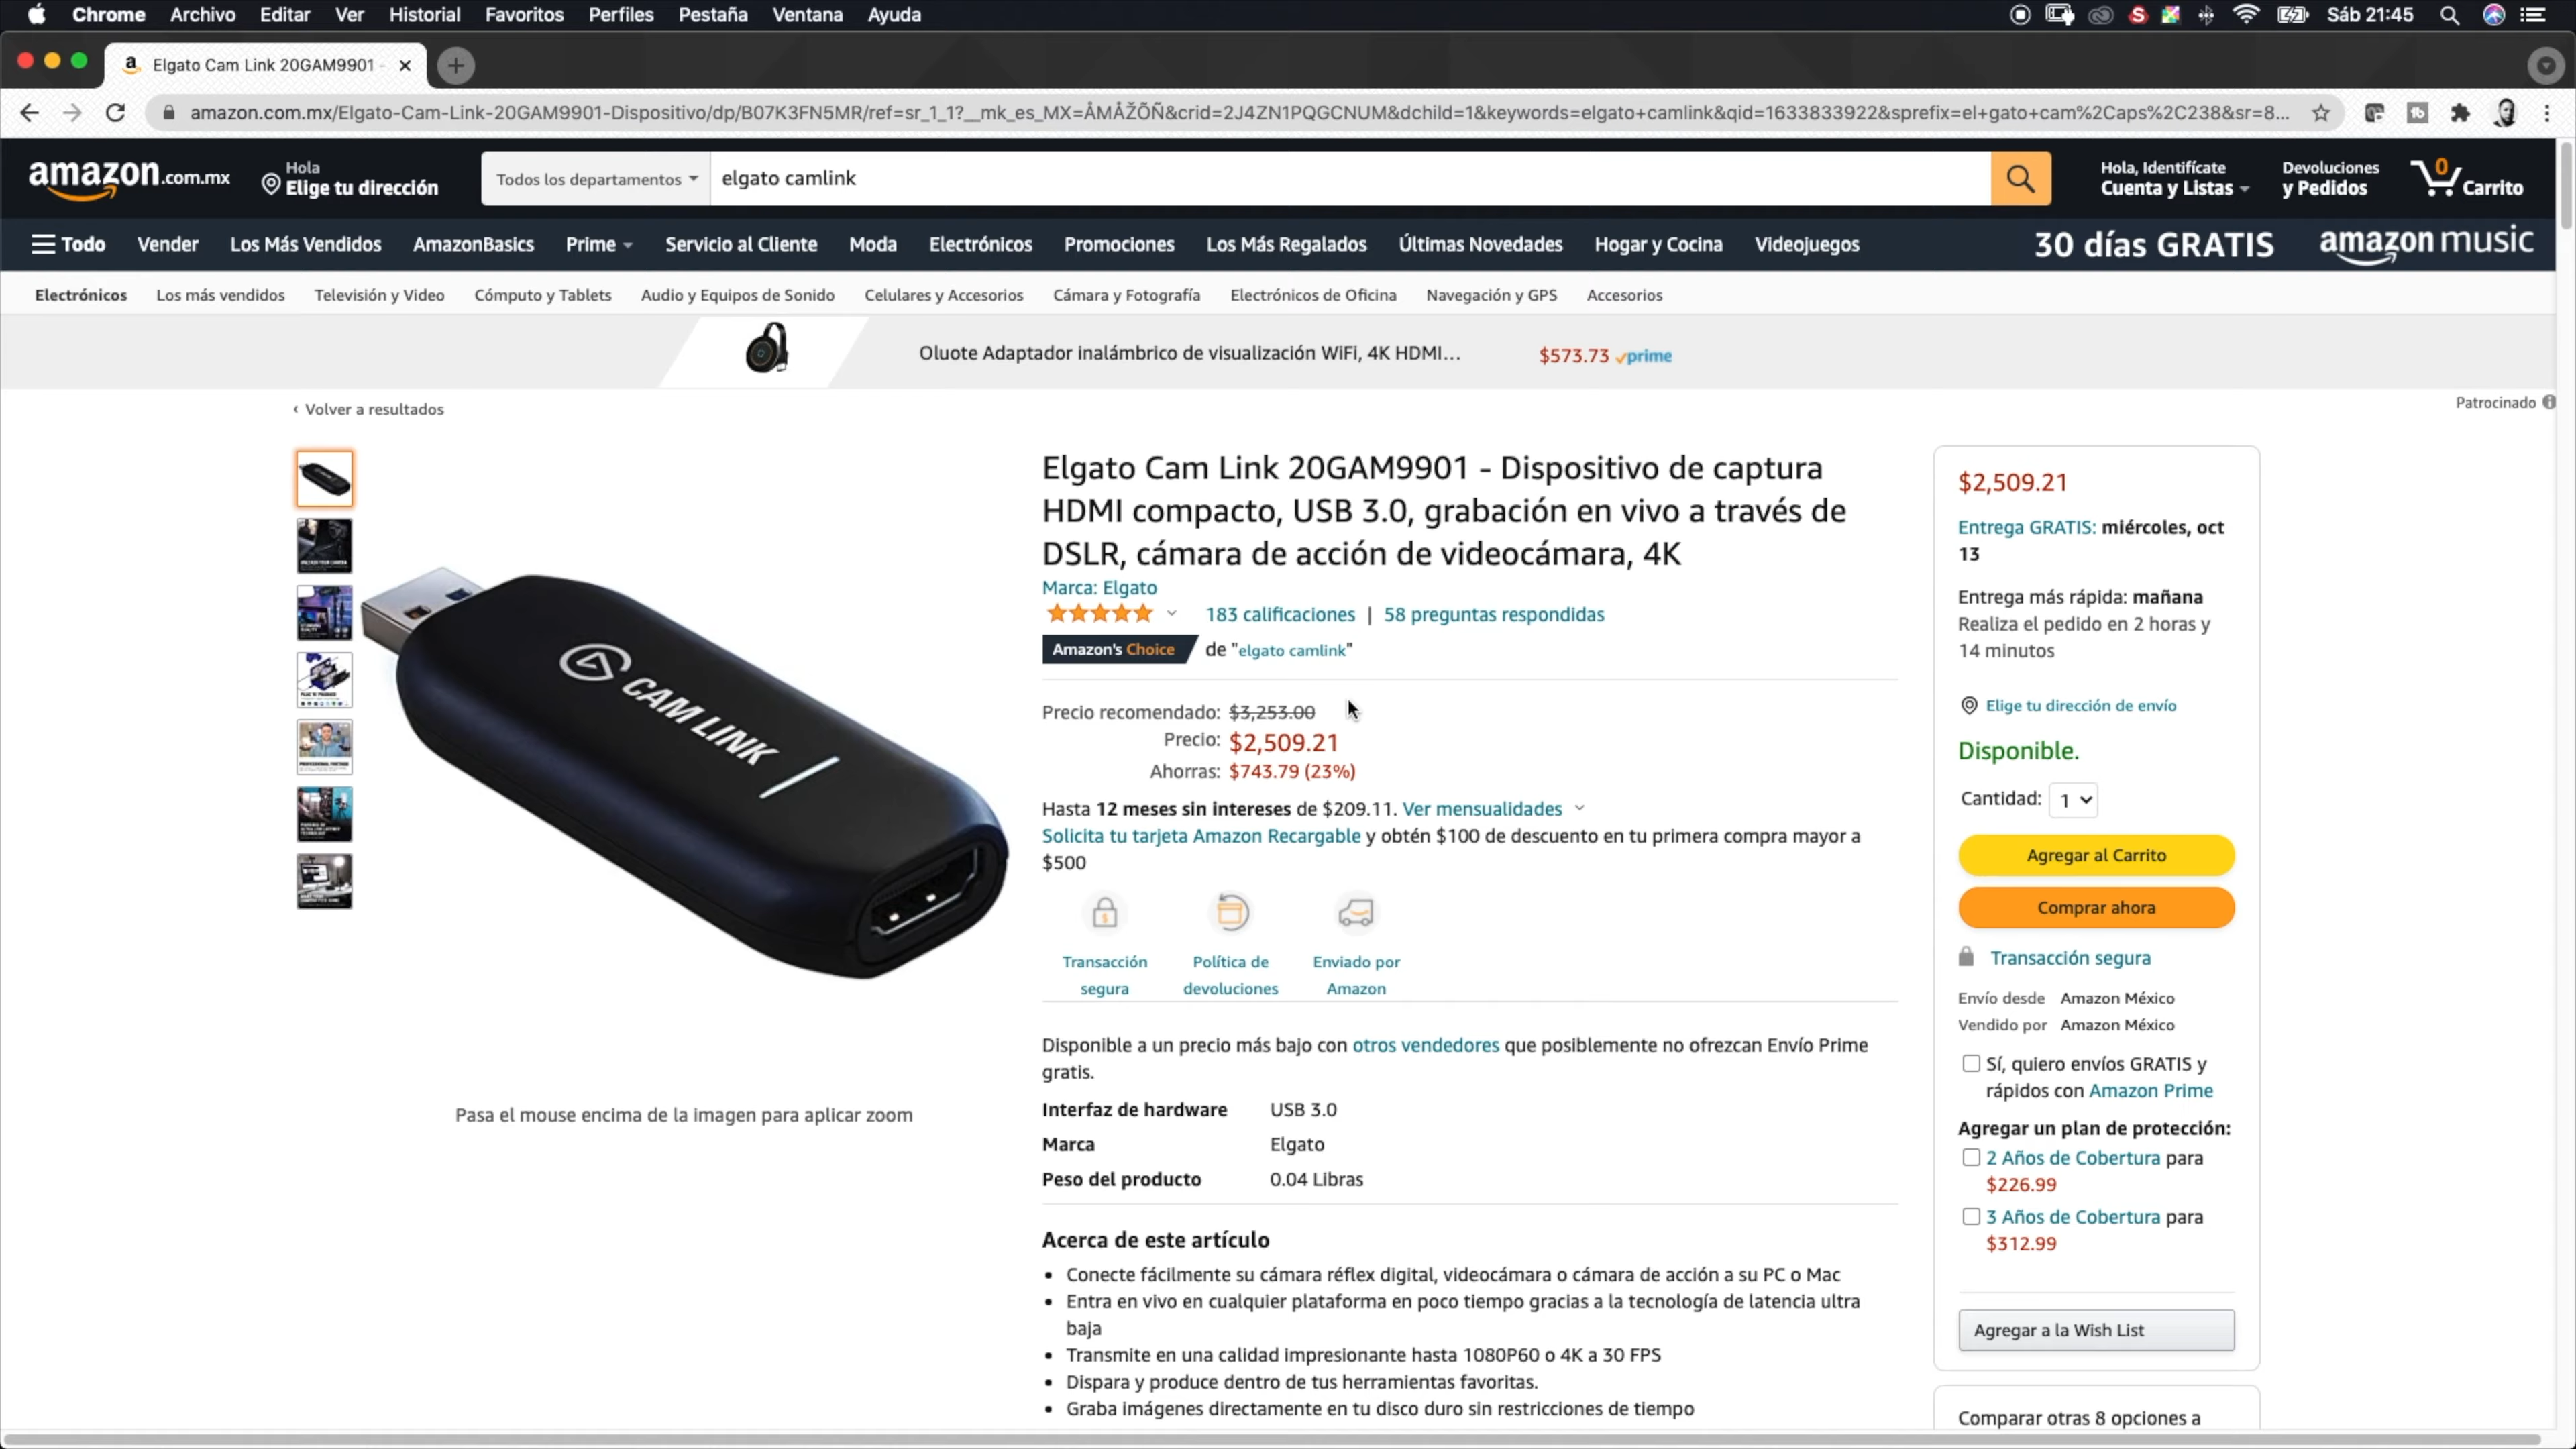 Chrome Archivo Editar Ver Historial Favoritos Perfiles Pestaña Ventana Ayuda Sáb 21:45
Elgato Cam Link 20GAM9901 -
amazon.com.mx/Elgato-Cam-Link-20GAM9901-Dispositivo/dp/B07K3FN5MR/ref=sr_1_1?__mk_es_MX=ÅMÅŽÕÑ&crid=2J4ZN1PQGCNUM&dchild=1&keywords=elgato+camlink&qid=1633833922&sprefix=el+gato+cam%2Caps%2C238&sr=8...
amazon.com.mx
Hola
Elige tu dirección
Todos los departamentos
elgato camlink
Hola, Identifícate
Cuenta y Listas
Devoluciones
y Pedidos
0
Carrito
Todo Vender Los Más Vendidos AmazonBasics Prime Servicio al Cliente Moda Electrónicos Promociones Los Más Regalados Últimas Novedades Hogar y Cocina Videojuegos 30 días GRATIS amazon music
Electrónicos Los más vendidos Televisión y Video Cómputo y Tablets Audio y Equipos de Sonido Celulares y Accesorios Cámara y Fotografía Electrónicos de Oficina Navegación y GPS Accesorios
Oluote Adaptador inalámbrico de visualización WiFi, 4K HDMI… $573.73 prime
‹ Volver a resultados
Patrocinado
CAM LINK
Pasa el mouse encima de la imagen para aplicar zoom
Elgato Cam Link 20GAM9901 - Dispositivo de captura
HDMI compacto, USB 3.0, grabación en vivo a través de
DSLR, cámara de acción de videocámara, 4K
Marca: Elgato
183 calificaciones | 58 preguntas respondidas
Amazon's Choice de "elgato camlink"
Precio recomendado: $3,253.00
Precio: $2,509.21
Ahorras: $743.79 (23%)
Hasta 12 meses sin intereses de $209.11. Ver mensualidades
Solicita tu tarjeta Amazon Recargable y obtén $100 de descuento en tu primera compra mayor a
$500
Transacción
segura
Política de
devoluciones
Enviado por
Amazon
Disponible a un precio más bajo con otros vendedores que posiblemente no ofrezcan Envío Prime
gratis.
Interfaz de hardware USB 3.0
Marca Elgato
Peso del producto 0.04 Libras
Acerca de este artículo
• Conecte fácilmente su cámara réflex digital, videocámara o cámara de acción a su PC o Mac
• Entra en vivo en cualquier plataforma en poco tiempo gracias a la tecnología de latencia ultra
baja
• Transmite en una calidad impresionante hasta 1080P60 o 4K a 30 FPS
• Dispara y produce dentro de tus herramientas favoritas.
• Graba imágenes directamente en tu disco duro sin restricciones de tiempo
$2,509.21
Entrega GRATIS: miércoles, oct
13
Entrega más rápida: mañana
Realiza el pedido en 2 horas y
14 minutos
Elige tu dirección de envío
Disponible.
Cantidad: 1
Agregar al Carrito
Comprar ahora
Transacción segura
Envío desde Amazon México
Vendido por Amazon México
Sí, quiero envíos GRATIS y
rápidos con Amazon Prime
Agregar un plan de protección:
2 Años de Cobertura para
$226.99
3 Años de Cobertura para
$312.99
Agregar a la Wish List
Comparar otras 8 opciones a